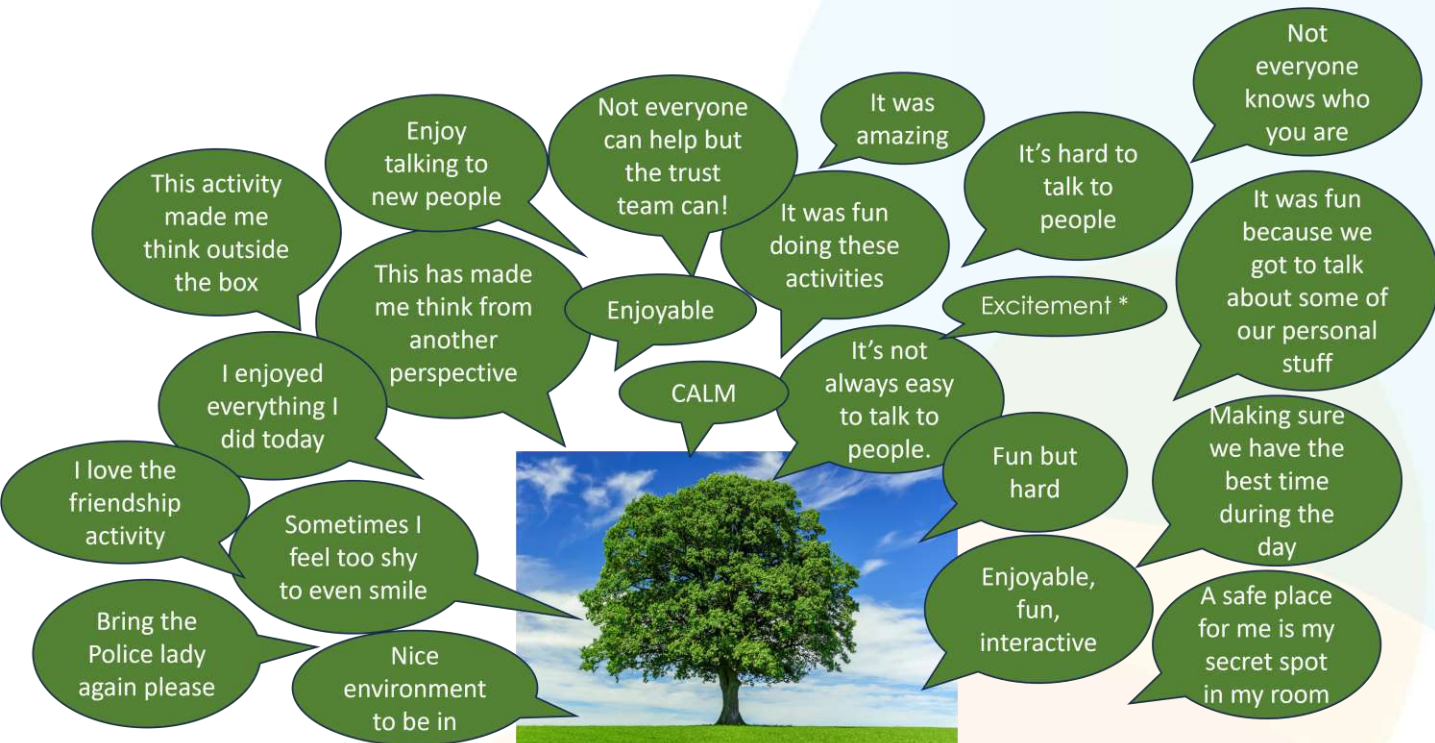 Not
everyone
knows who
you are
It was
amazing
Not everyone
can help but
the trust
team can!
Enjoy
talking to
new people
It's hard to
talk to
people
This activity
made me
think outside
the box
It was fun
doing these
activities
It was fun
because we
got to talk
about some of
our personal
stuff
This has made
me think from
another
perspective
Enjoyable
Excitement *
It's not
always easy
to talk to
people.
I enjoyed
everything I
did today
CALM
Making sure
we have the
best time
during the
day
Fun but
hard
I love the
friendship
activity
Sometimes I
feel too shy
to even smile
Enjoyable,
fun,
interactive
A safe place
for me is my
secret spot
in my room
Bring the
Police lady
again please
Nice
environment
to be in